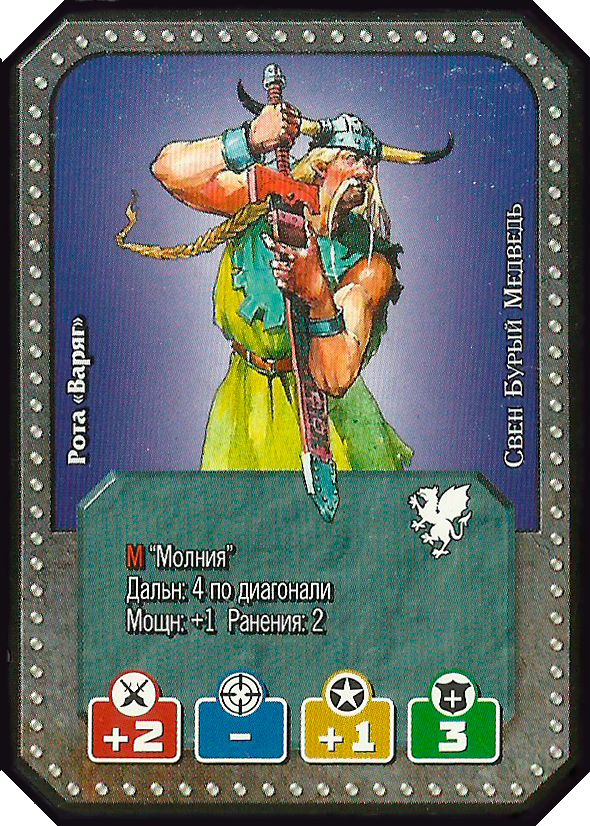 Рота «Варяг»
Свен Бурый Медведь
М "Молния"
Дальн: 4 по диагонали
Мощн: +1 Ранения: 2
+2
-
+1
3